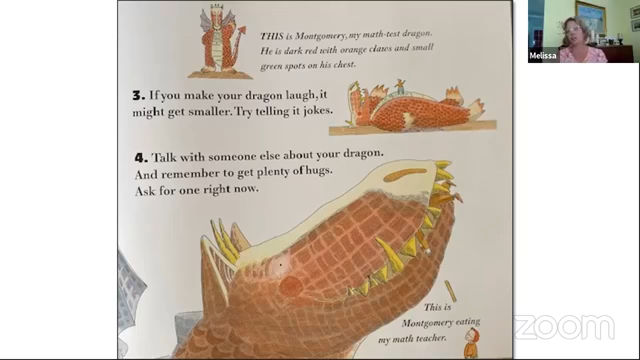 THIS is Montgomery, my math-test dragon.
He is dark red with orange claws and small
green spots on his chest.
3. If you make your dragon laugh, it
might get smaller. Try telling it jokes.
4. Talk with someone else about your dragon.
And remember to get plenty of hugs.
Ask for one right now.
This is
Montgomery eating
my math teacher.
Melissa
zoom